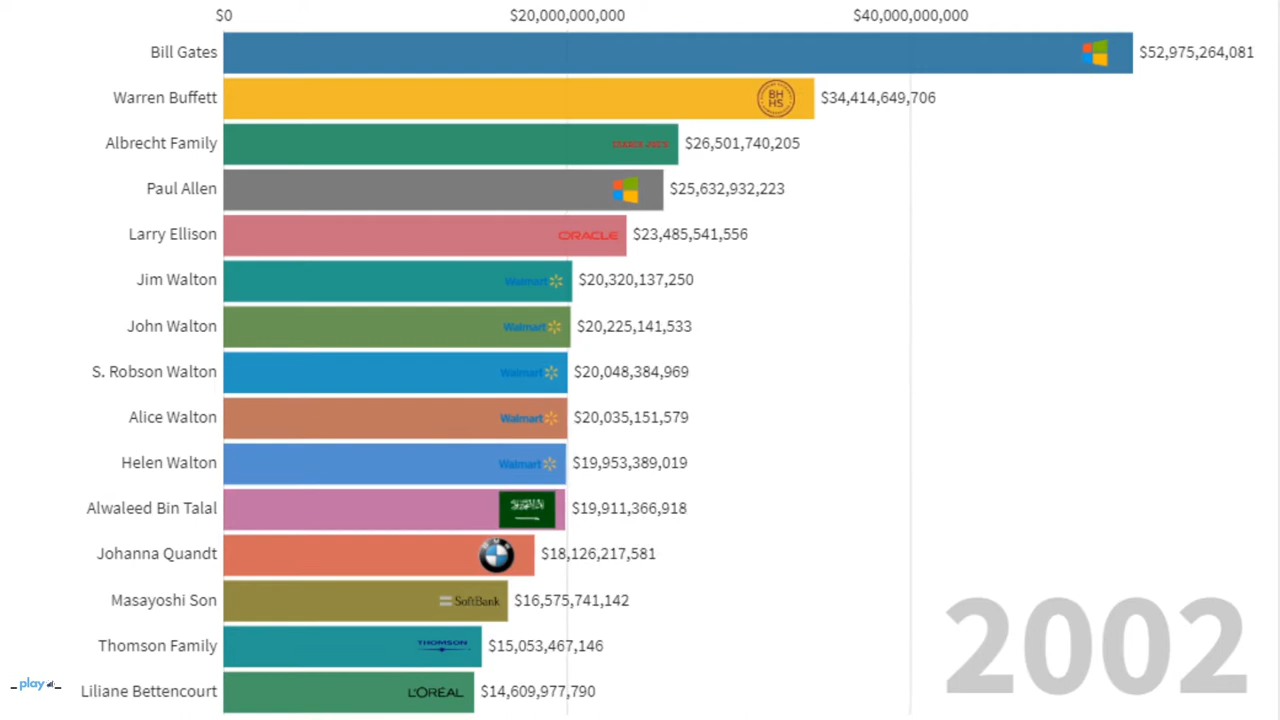 $0 $20,000,000,000 $40,000,000,000
Bill Gates $52,975,264,081
Warren Buffett BH HS $34,414,649,706
Albrecht Family $26,501,740,205
Paul Allen $25,632,932,223
Larry Ellison ORACLE $23,485,541,556
Jim Walton Walmart $20,320,137,250
John Walton Walmart $20,225,141,533
S. Robson Walton Walmart $20,048,384,969
Alice Walton Walmart $20,035,151,579
Helen Walton Walmart $19,953,389,019
Alwaleed Bin Talal $19,911,366,918
Johanna Quandt $18,126,217,581
Masayoshi Son SoftBank $16,575,741,142
Thomson Family THOMSON $15,053,467,146
Liliane Bettencourt L'ORÉAL $14,609,977,790
2002
_ play _